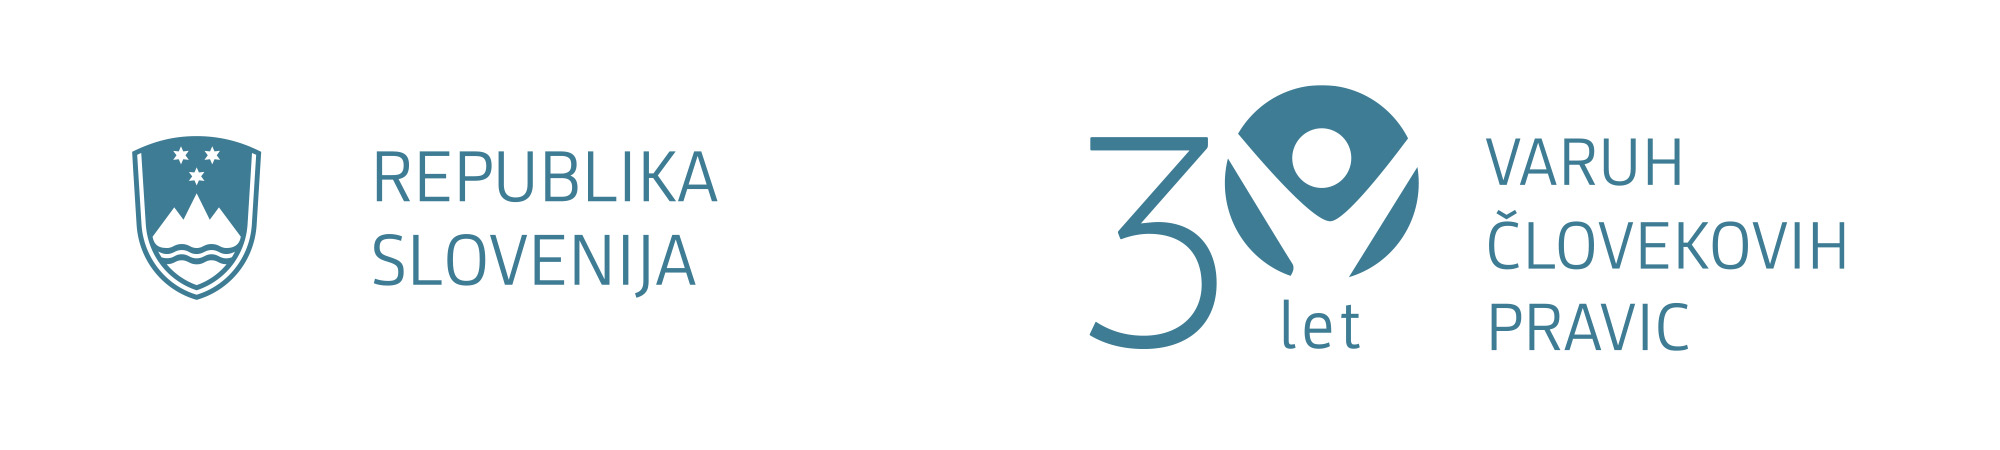 REPUBLIKA
SLOVENIJA
30
let
VARUH
ČLOVEKOVIH
PRAVIC